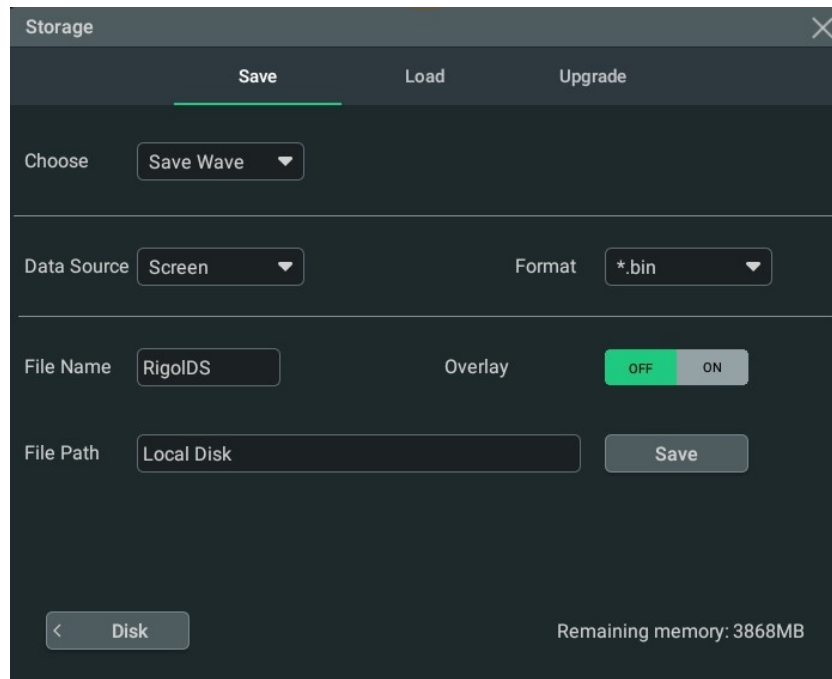 Storage
Save Load Upgrade
Choose Save Wave
Data Source Screen Format *.bin
File Name RigolDS Overlay OFF ON
File Path Local Disk Save
< Disk Remaining memory: 3868MB